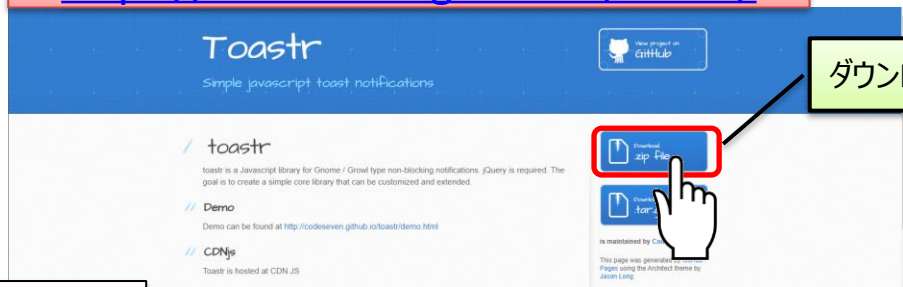 Toastr
Simple javascript toast notifications
View project on
GitHub
ダウン
/ toastr
toastr is a Javascript library for Gnome / Growl type non-blocking notifications. jQuery is required. The
goal is to create a simple core library that can be customized and extended.
// Demo
Demo can be found at http://codeseven.github.io/toastr/demo.html
// CDNjs
Toastr is hosted at CDN JS
Download
.zip file
.tar
is maintained by
This page was generated by
Pages using the Architect theme by
Jason Long.